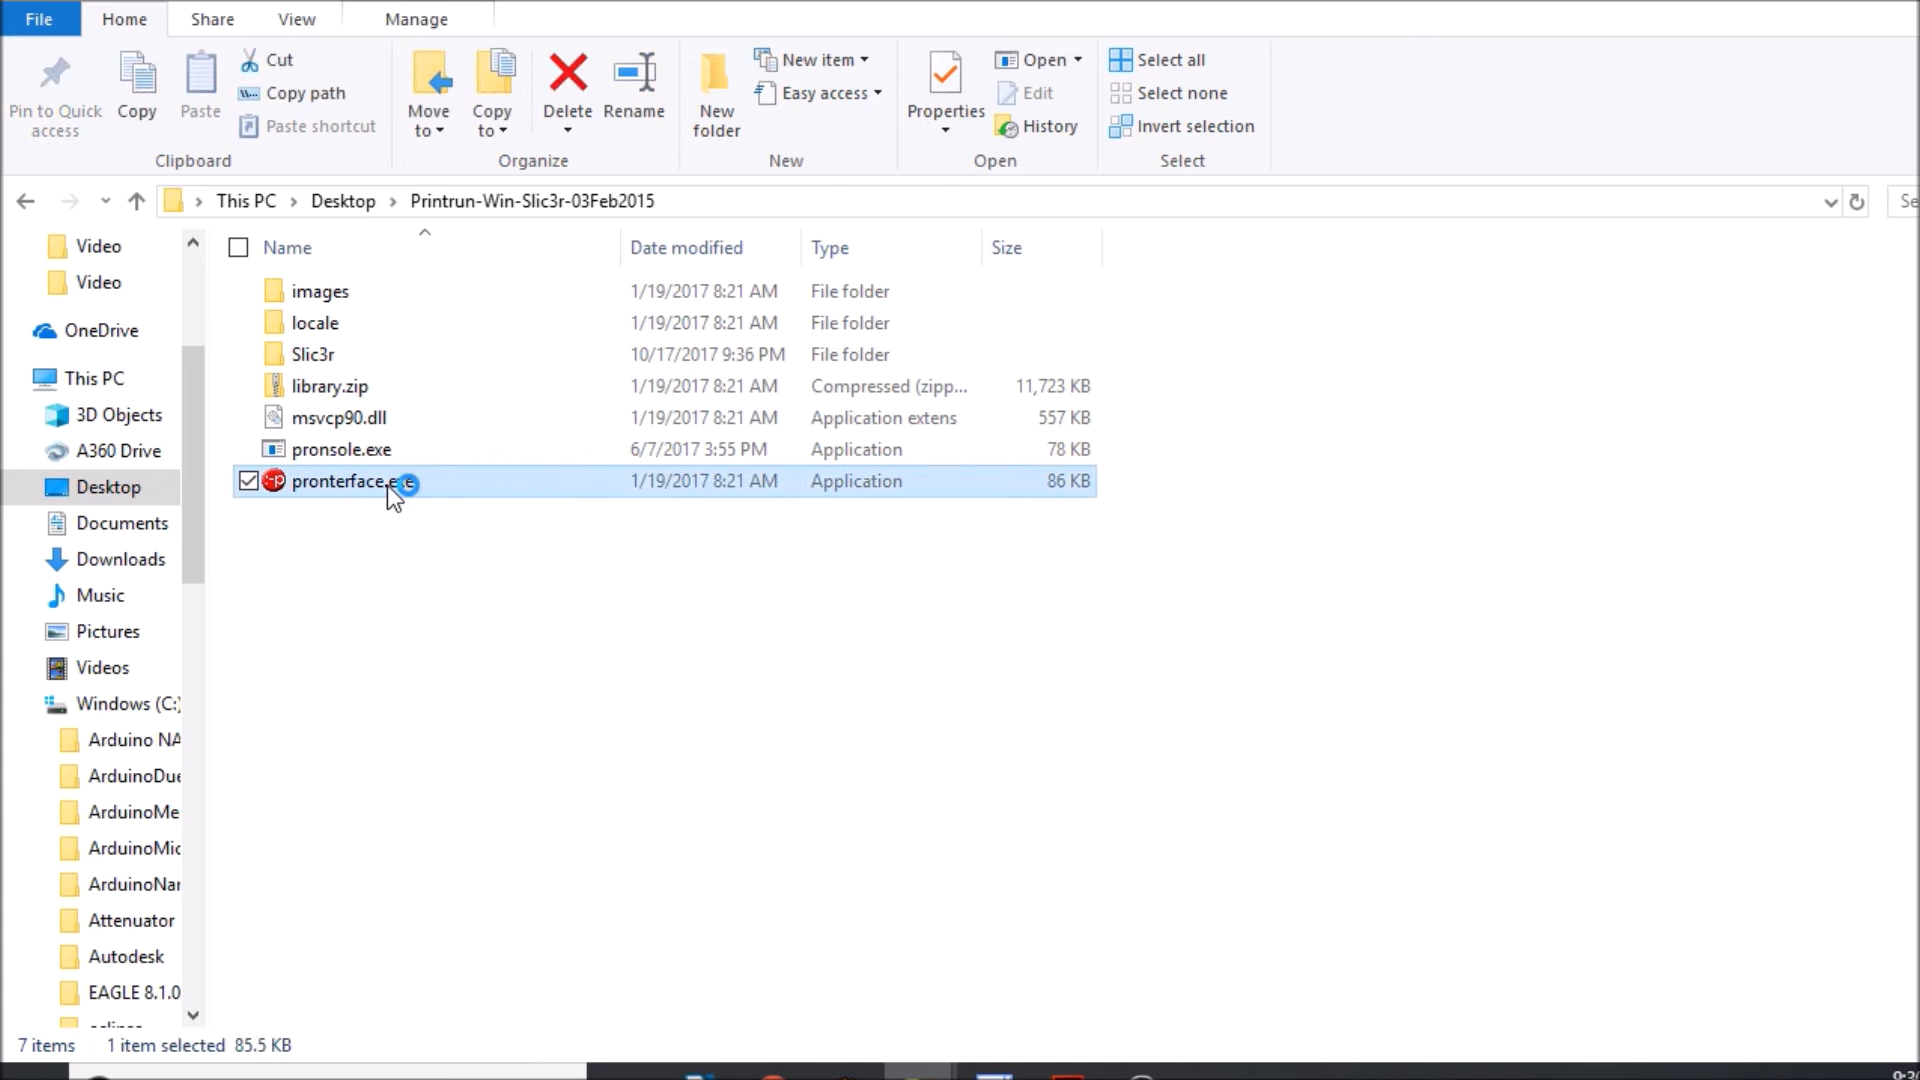 File Home Share View Manage
Pin to Quick access
Copy
Paste
Cut
Copy path
Paste shortcut
Clipboard
Move to
Copy to
Delete
Rename
Organize
New folder
New item
Easy access
New
Properties
Open
Edit
History
Open
Select all
Select none
Invert selection
Select
This PC Desktop Printrun-Win-Slic3r-03Feb2015 Se
Video
Video
OneDrive
This PC
3D Objects
A360 Drive
Desktop
Documents
Downloads
Music
Pictures
Videos
Windows (C:)
Arduino NA
ArduinoDue
ArduinoMe
ArduinoMic
ArduinoNan
Attenuator
Autodesk
EAGLE 8.1.0
Name Date modified Type Size
images 1/19/2017 8:21 AM File folder
locale 1/19/2017 8:21 AM File folder
Slic3r 10/17/2017 9:36 PM File folder
library.zip 1/19/2017 8:21 AM Compressed (zipp... 11,723 KB
msvcp90.dll 1/19/2017 8:21 AM Application extens 557 KB
pronsole.exe 6/7/2017 3:55 PM Application 78 KB
pronterface.exe 1/19/2017 8:21 AM Application 86 KB
7 items 1 item selected 85.5 KB